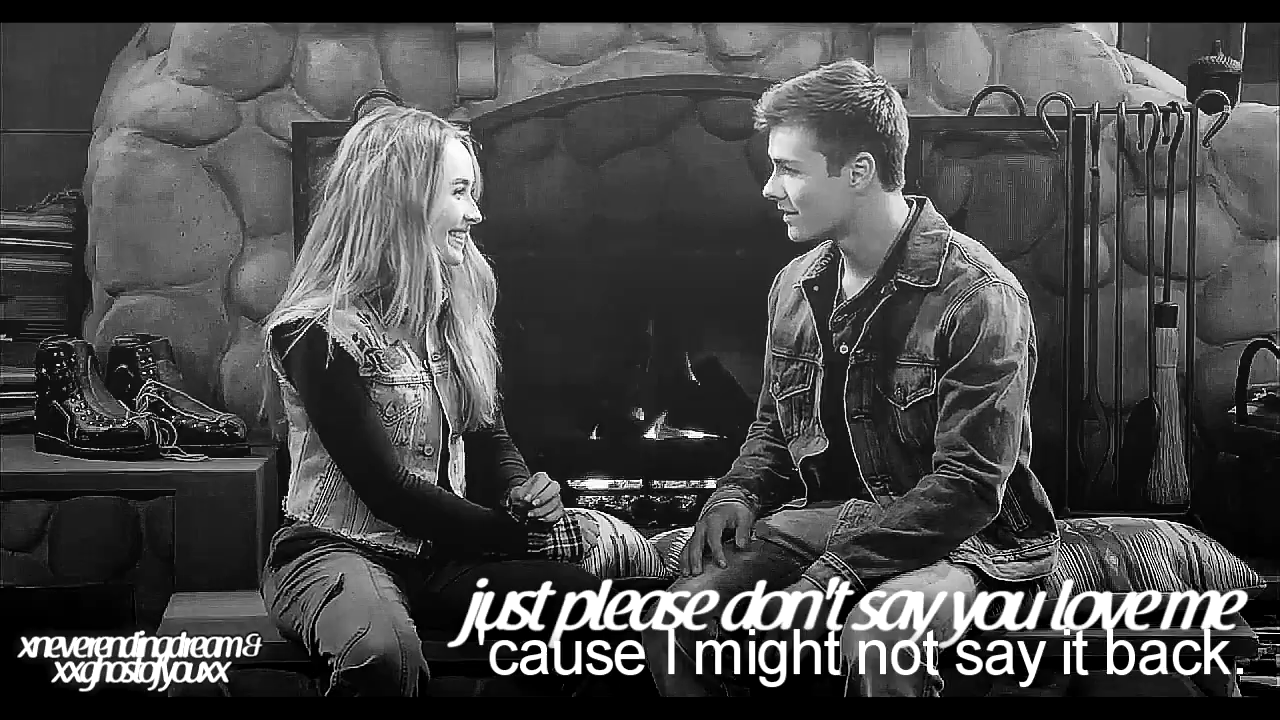 just please don't say you love me
cause I might not say it back.
xneverendingdream &
xxghostofyouxx